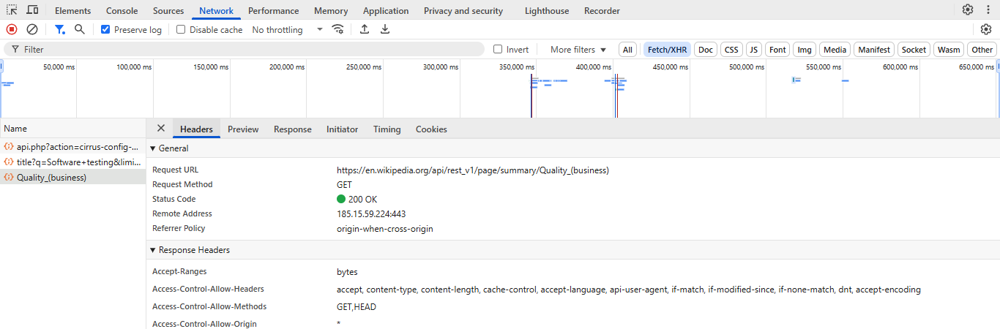 Elements Console Sources Network Performance Memory Application Privacy and security Lighthouse Recorder
Preserve log Disable cache No throttling
Filter Invert More filters All Fetch/XHR Doc CSS JS Font Img Media Manifest Socket Wasm Other
50,000 ms 100,000 ms 150,000 ms 200,000 ms 250,000 ms 300,000 ms 350,000 ms 400,000 ms 450,000 ms 500,000 ms 550,000 ms 600,000 ms 650,000 ms
Name Headers Preview Response Initiator Timing Cookies
api.php?action=cirrus-config-...
title?q=Software+testing&limi...
Quality_(business)
General
Request URL https://en.wikipedia.org/api/rest_v1/page/summary/Quality_(business)
Request Method GET
Status Code 200 OK
Remote Address 185.15.59.224:443
Referrer Policy origin-when-cross-origin
Response Headers
Accept-Ranges bytes
Access-Control-Allow-Headers accept, content-type, content-length, cache-control, accept-language, api-user-agent, if-match, if-modified-since, if-none-match, dnt, accept-encoding
Access-Control-Allow-Methods GET,HEAD
Access-Control-Allow-Origin *